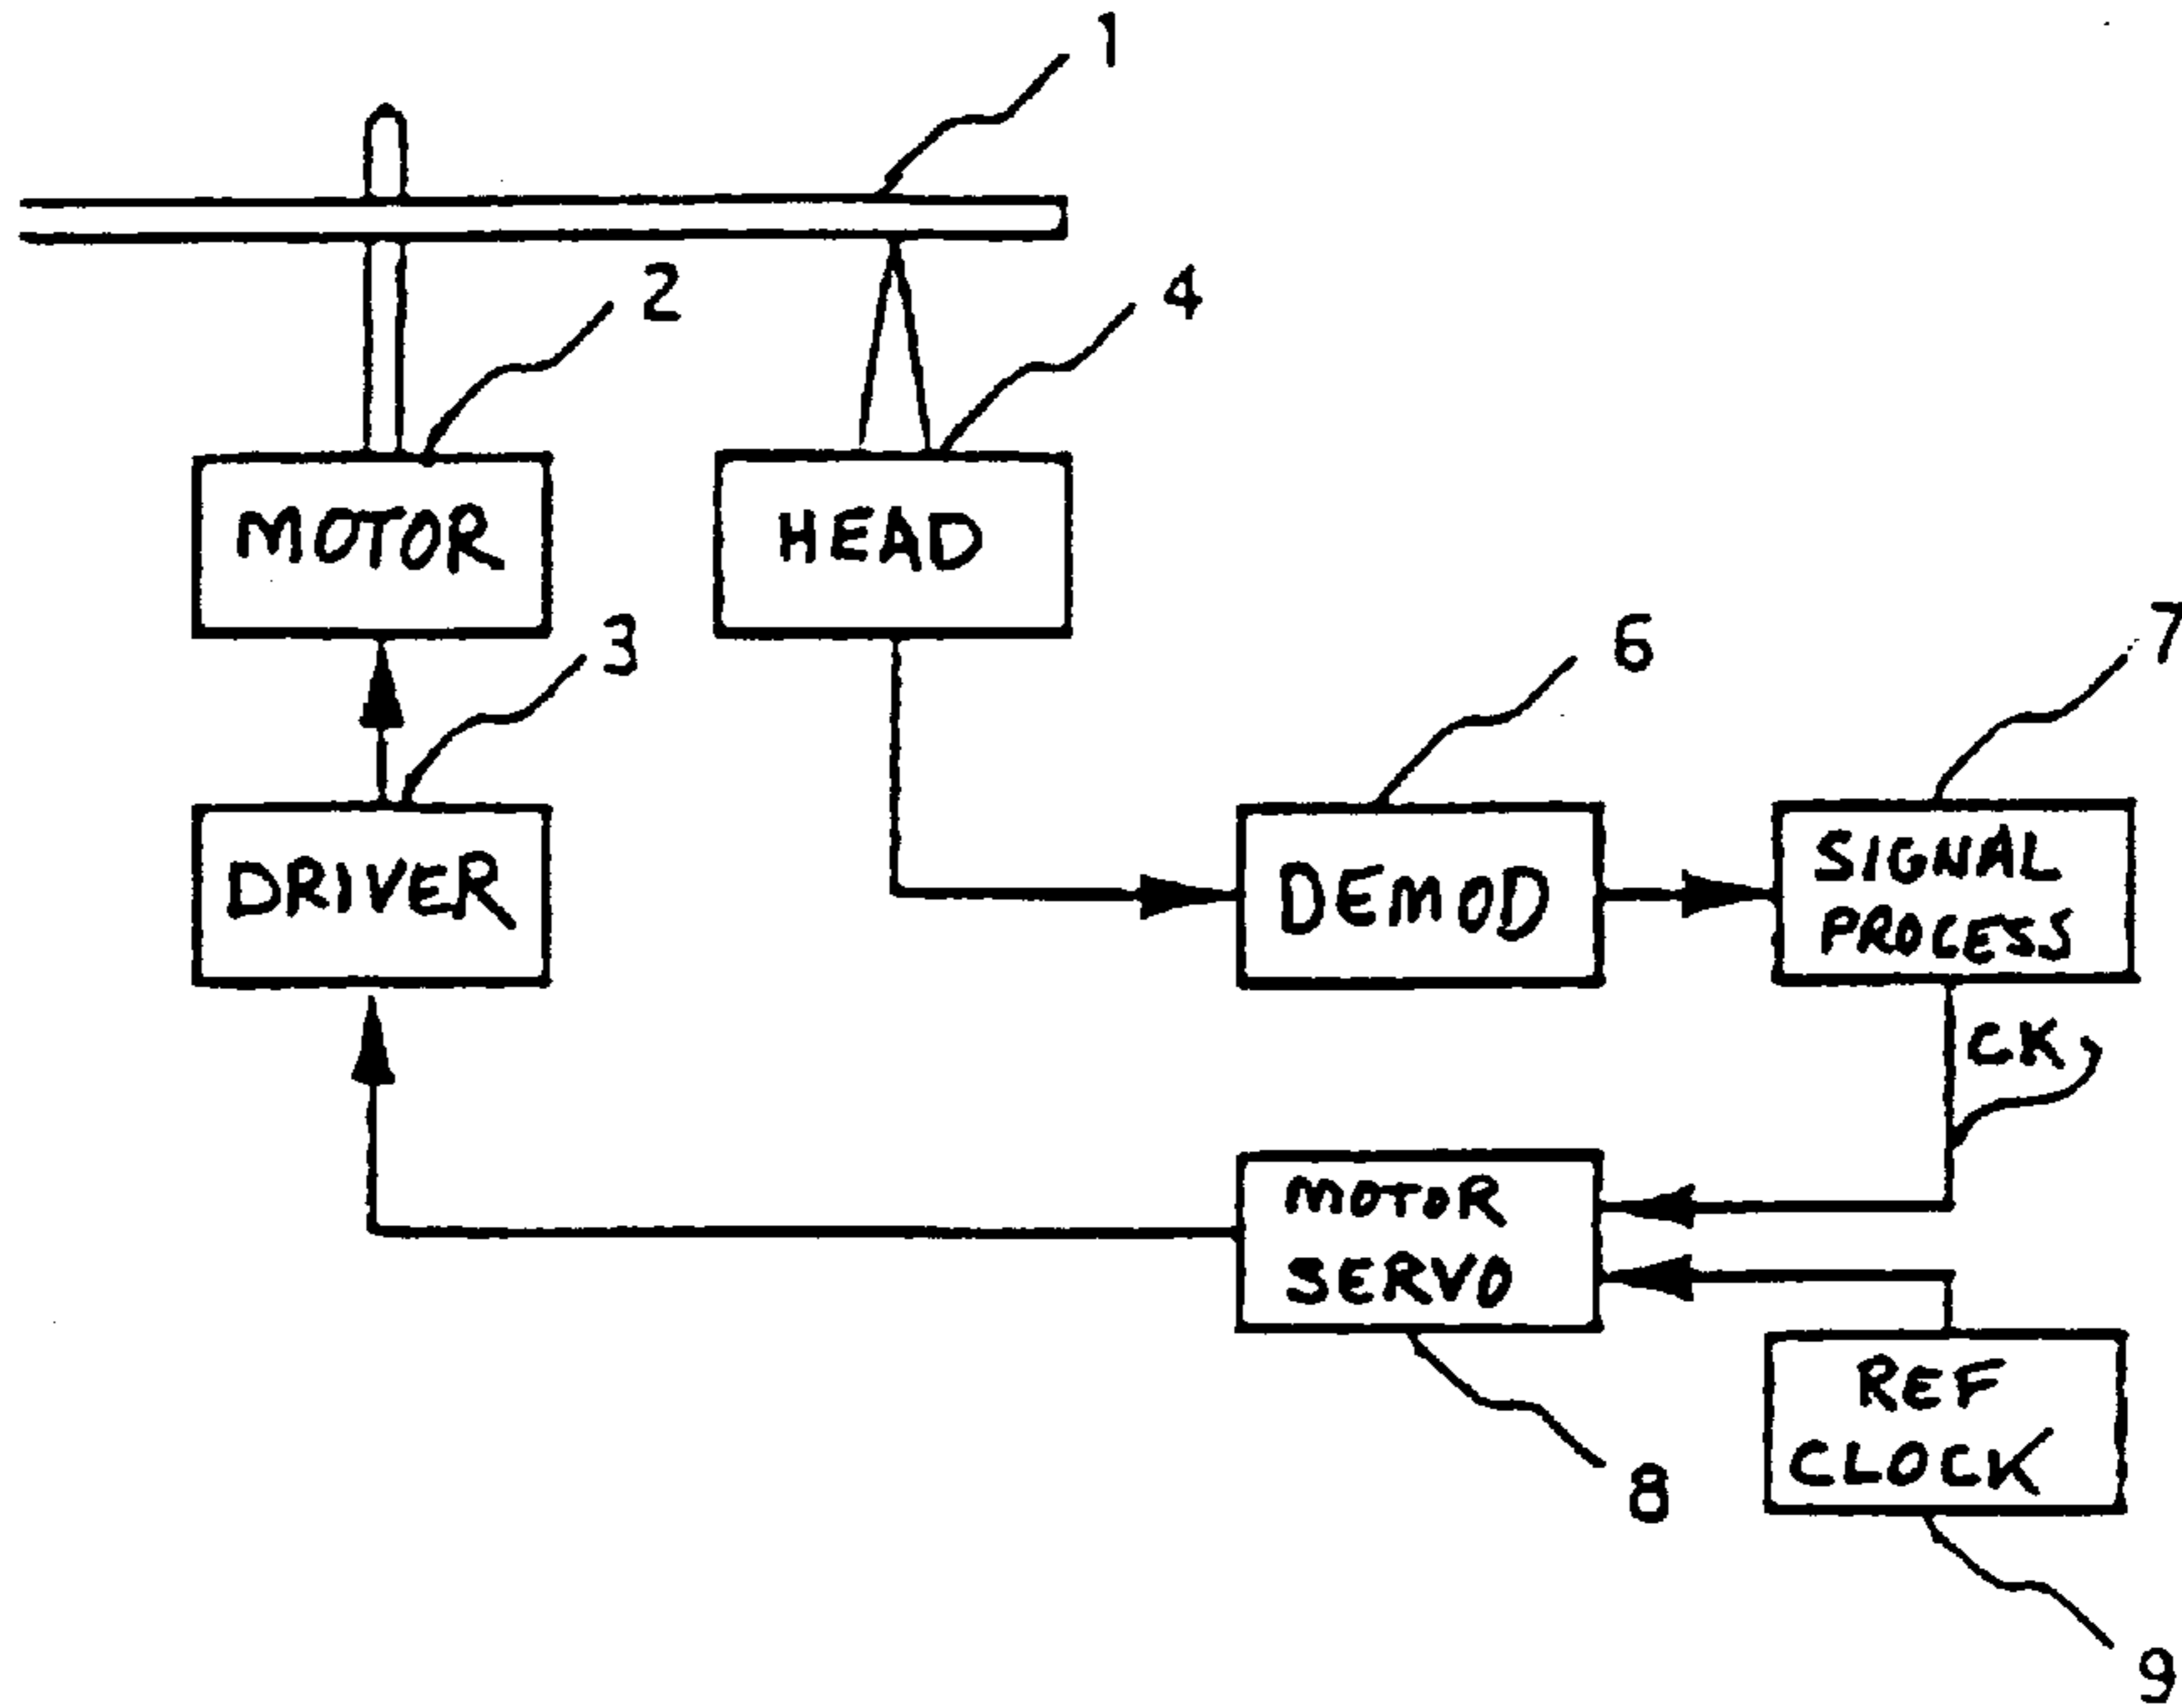 1
2
4
MOTOR
HEAD
3
6
7
DRIVER
DEMOD
SIGNAL
PROCESS
CK
MOTOR
SERVO
8
REF
CLOCK
9